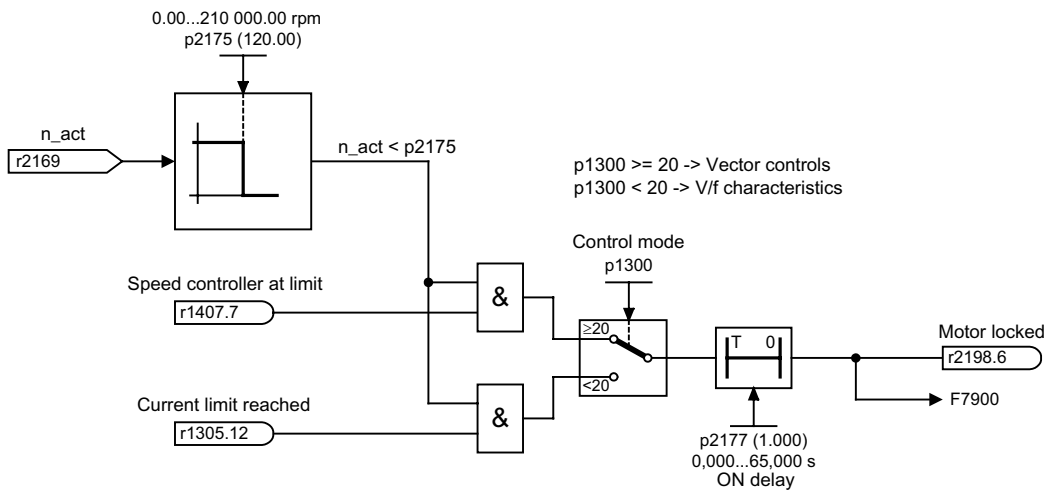 0.00...210 000.00 rpm
p2175 (120.00)
n_act
r2169
n_act < p2175
p1300 >= 20 -> Vector controls
p1300 < 20 -> V/f characteristics
Control mode
p1300
Speed controller at limit
r1407.7
&
≥20
<20
T 0
Motor locked
r2198.6
F7900
Current limit reached
r1305.12
&
p2177 (1.000)
0,000...65,000 s
ON delay